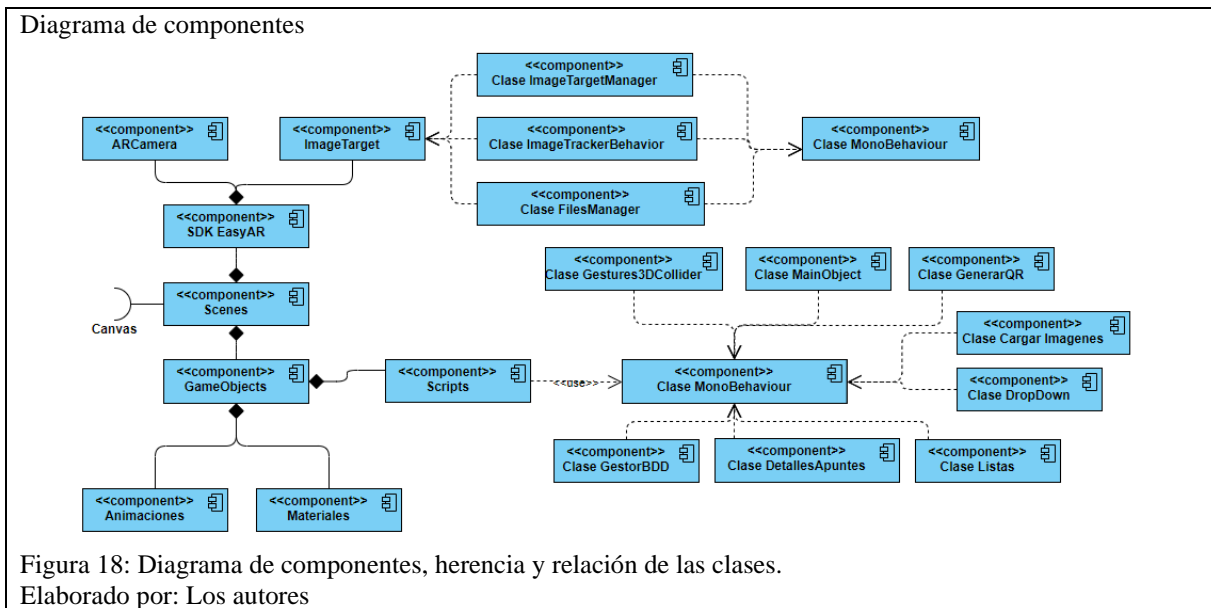 Diagrama de componentes
<<component>>
Clase ImageTargetManager
<<component>>
ARCamera
<<component>>
ImageTarget
<<component>>
Clase ImageTrackerBehavior
<<component>>
Clase MonoBehaviour
<<component>>
Clase FilesManager
<<component>>
SDK EasyAR
<<component>>
Clase Gestures3DCollider
<<component>>
Clase MainObject
<<component>>
Clase GenerarQR
<<component>>
Scenes
Canvas
<<component>>
Clase Cargar Imagenes
<<component>>
GameObjects
<<component>>
Scripts
<<use>>
<<component>>
Clase MonoBehaviour
<<component>>
Clase DropDown
<<component>>
Clase GestorBDD
<<component>>
Clase DetallesApuntes
<<component>>
Clase Listas
<<component>>
Animaciones
<<component>>
Materiales
Figura 18: Diagrama de componentes, herencia y relación de las clases.
Elaborado por: Los autores